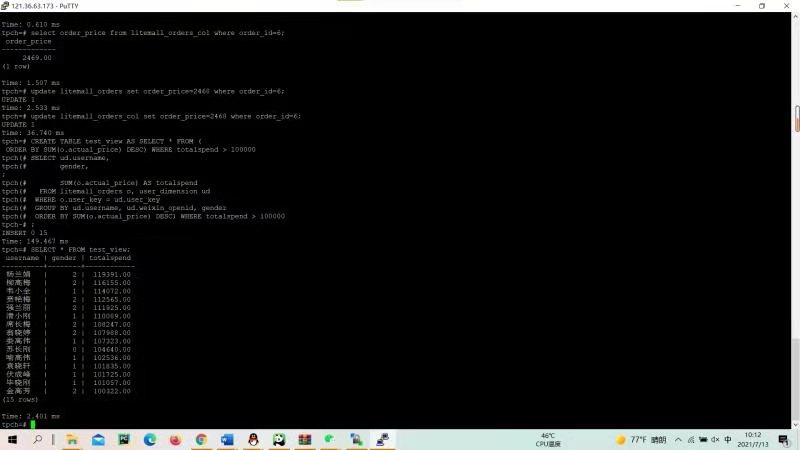 121.36.63.173 - PuTTY
Time: 0.610 ms
tpch=# select order_price from litemall_orders_col where order_id=6;
order_price
-------------
2469.00
(1 row)
Time: 1.507 ms
tpch=# update litemall_orders set order_price=2468 where order_id=6;
UPDATE 1
Time: 2.533 ms
tpch=# update litemall_orders_col set order_price=2468 where order_id=6;
UPDATE 1
Time: 36.740 ms
tpch=# CREATE TABLE test_view AS SELECT * FROM (
ORDER BY SUM(o.actual_price) DESC) WHERE totalspend > 100000
tpch(# SELECT ud.username,
tpch(# gender,
;
tpch(# SUM(o.actual_price) AS totalspend
tpch(# FROM litemall_orders o, user_dimension ud
tpch(# WHERE o.user_key = ud.user_key
tpch(# GROUP BY ud.username, ud.weixin_openid, gender
tpch(# ORDER BY SUM(o.actual_price) DESC) WHERE totalspend > 100000
tpch-# ;
INSERT 0 15
Time: 149.467 ms
tpch=# SELECT * FROM test_view;
username | gender | totalspend
----------+--------+------------
杨兰娟 | 2 | 119391.00
柳高梅 | 2 | 116155.00
韦小全 | 1 | 114072.00
贾艳梅 | 2 | 112565.00
强兰丽 | 2 | 111925.00
滑小刚 | 1 | 110089.00
席长梅 | 2 | 108247.00
翁晓婷 | 2 | 107988.00
娄高伟 | 1 | 107323.00
苏长刚 | 0 | 104640.00
喻高伟 | 1 | 102536.00
袁晓轩 | 1 | 101835.00
伏成峰 | 1 | 101725.00
毕晓刚 | 1 | 101057.00
金高芳 | 2 | 100322.00
(15 rows)
Time: 2.401 ms
tpch=#
46°C
CPU温度
77°F 晴朗
中
10:12
2021/7/13